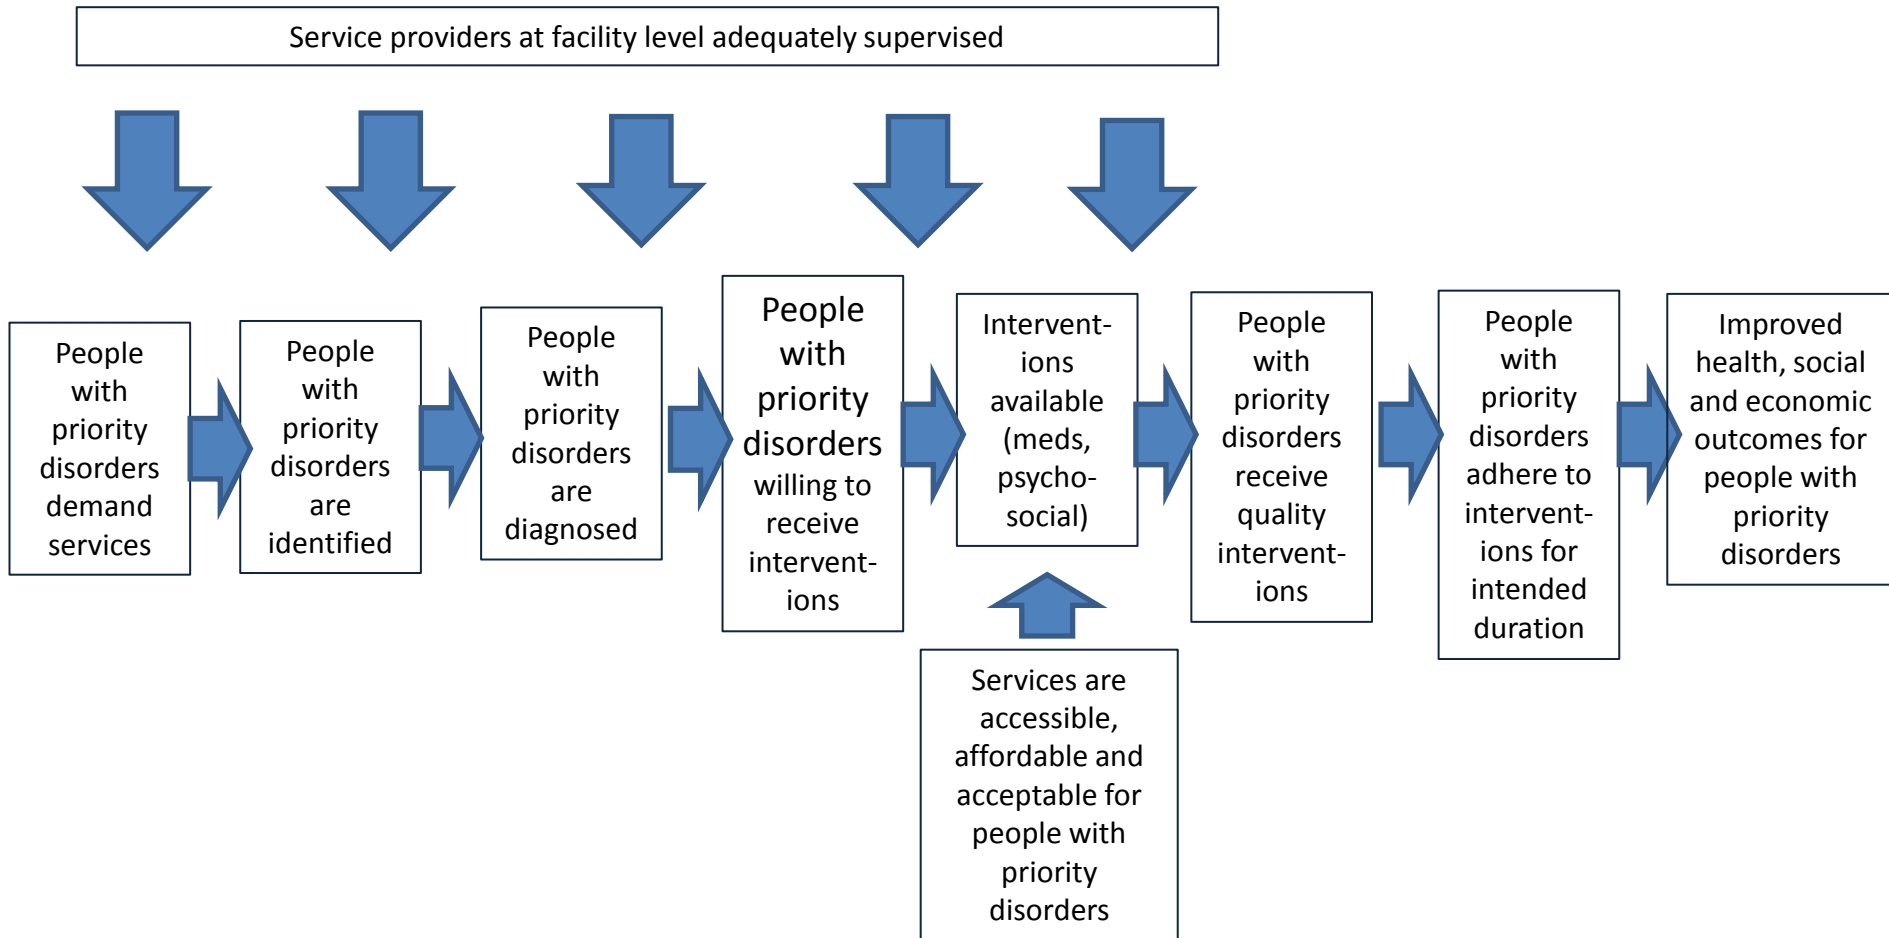 Service providers at facility level adequately supervised
People
with
priority
disorders
demand
services
People
with
priority
disorders
are
identified
People
with
priority
disorders
are
diagnosed
People
with
priority
disorders
willing to
receive
intervent-
ions
Intervent-
ions
available
(meds,
psycho-
social)
People
with
priority
disorders
receive
quality
intervent-
ions
People
with
priority
disorders
adhere to
intervent-
ions for
intended
duration
Improved
health, social
and economic
outcomes for
people with
priority
disorders
Services are
accessible,
affordable and
acceptable for
people with
priority
disorders